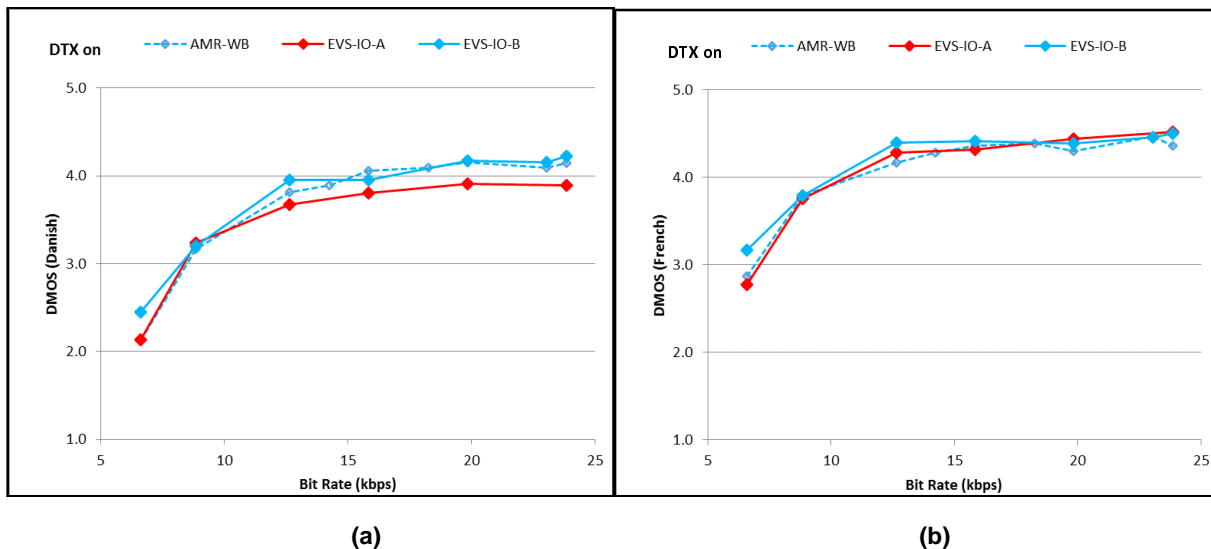 DTX on
AMR-WB
EVS-IO-A
EVS-IO-B
5.0
4.0
3.0
2.0
1.0
DMOS (Danish)
5
10
15
20
25
Bit Rate (kbps)
(a)
DTX on
AMR-WB
EVS-IO-A
EVS-IO-B
5.0
4.0
3.0
2.0
1.0
DMOS (French)
5
10
15
20
25
Bit Rate (kbps)
(b)